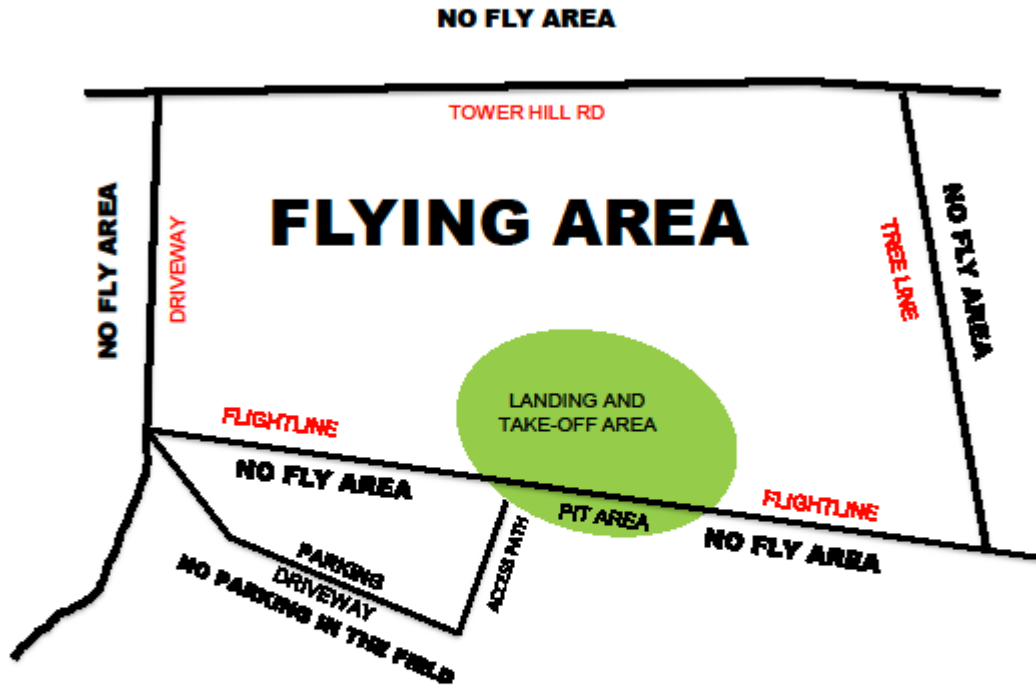 NO FLY AREA
TOWER HILL RD
NO FLY AREA
DRIVEWAY
FLYING AREA
TREE LINE
NO FLY AREA
LANDING AND
TAKE-OFF AREA
FLIGHTLINE
NO FLY AREA
FLIGHTLINE
PIT AREA
NO FLY AREA
ACCESS PATH
PARKING
DRIVEWAY
NO PARKING IN THE FIELD